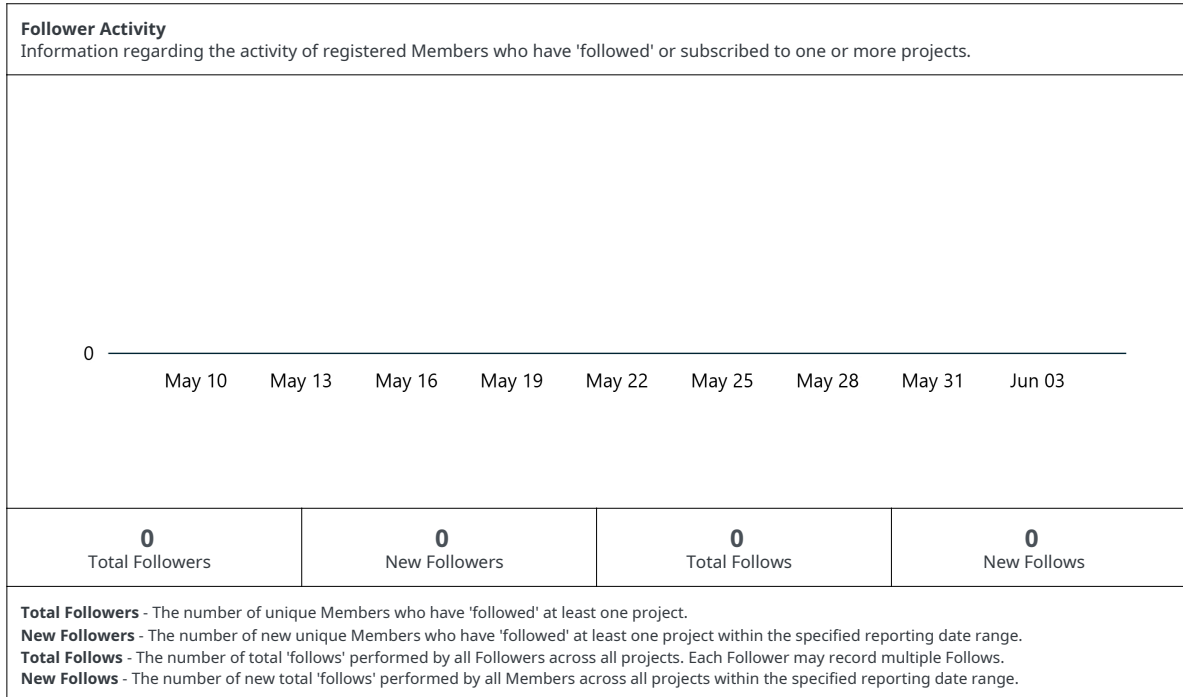 Follower Activity
Information regarding the activity of registered Members who have 'followed' or subscribed to one or more projects.
0
May 10 May 13 May 16 May 19 May 22 May 25 May 28 May 31 Jun 03
0 0 0 0
Total Followers New Followers Total Follows New Follows
Total Followers - The number of unique Members who have 'followed' at least one project.
New Followers - The number of new unique Members who have 'followed' at least one project within the specified reporting date range.
Total Follows - The number of total 'follows' performed by all Followers across all projects. Each Follower may record multiple Follows.
New Follows - The number of new total 'follows' performed by all Members across all projects within the specified reporting date range.